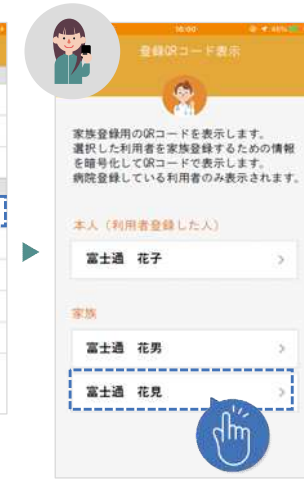 16:00
46%
登録QRコード表示
家族登録用のQRコードを表示します。
選択した利用者を家族登録するための情報
を暗号化してQRコードで表示します。
病院登録している利用者のみ表示されます。
本人（利用者登録した人）
富士通 花子
家族
富士通 花男
富士通 花見